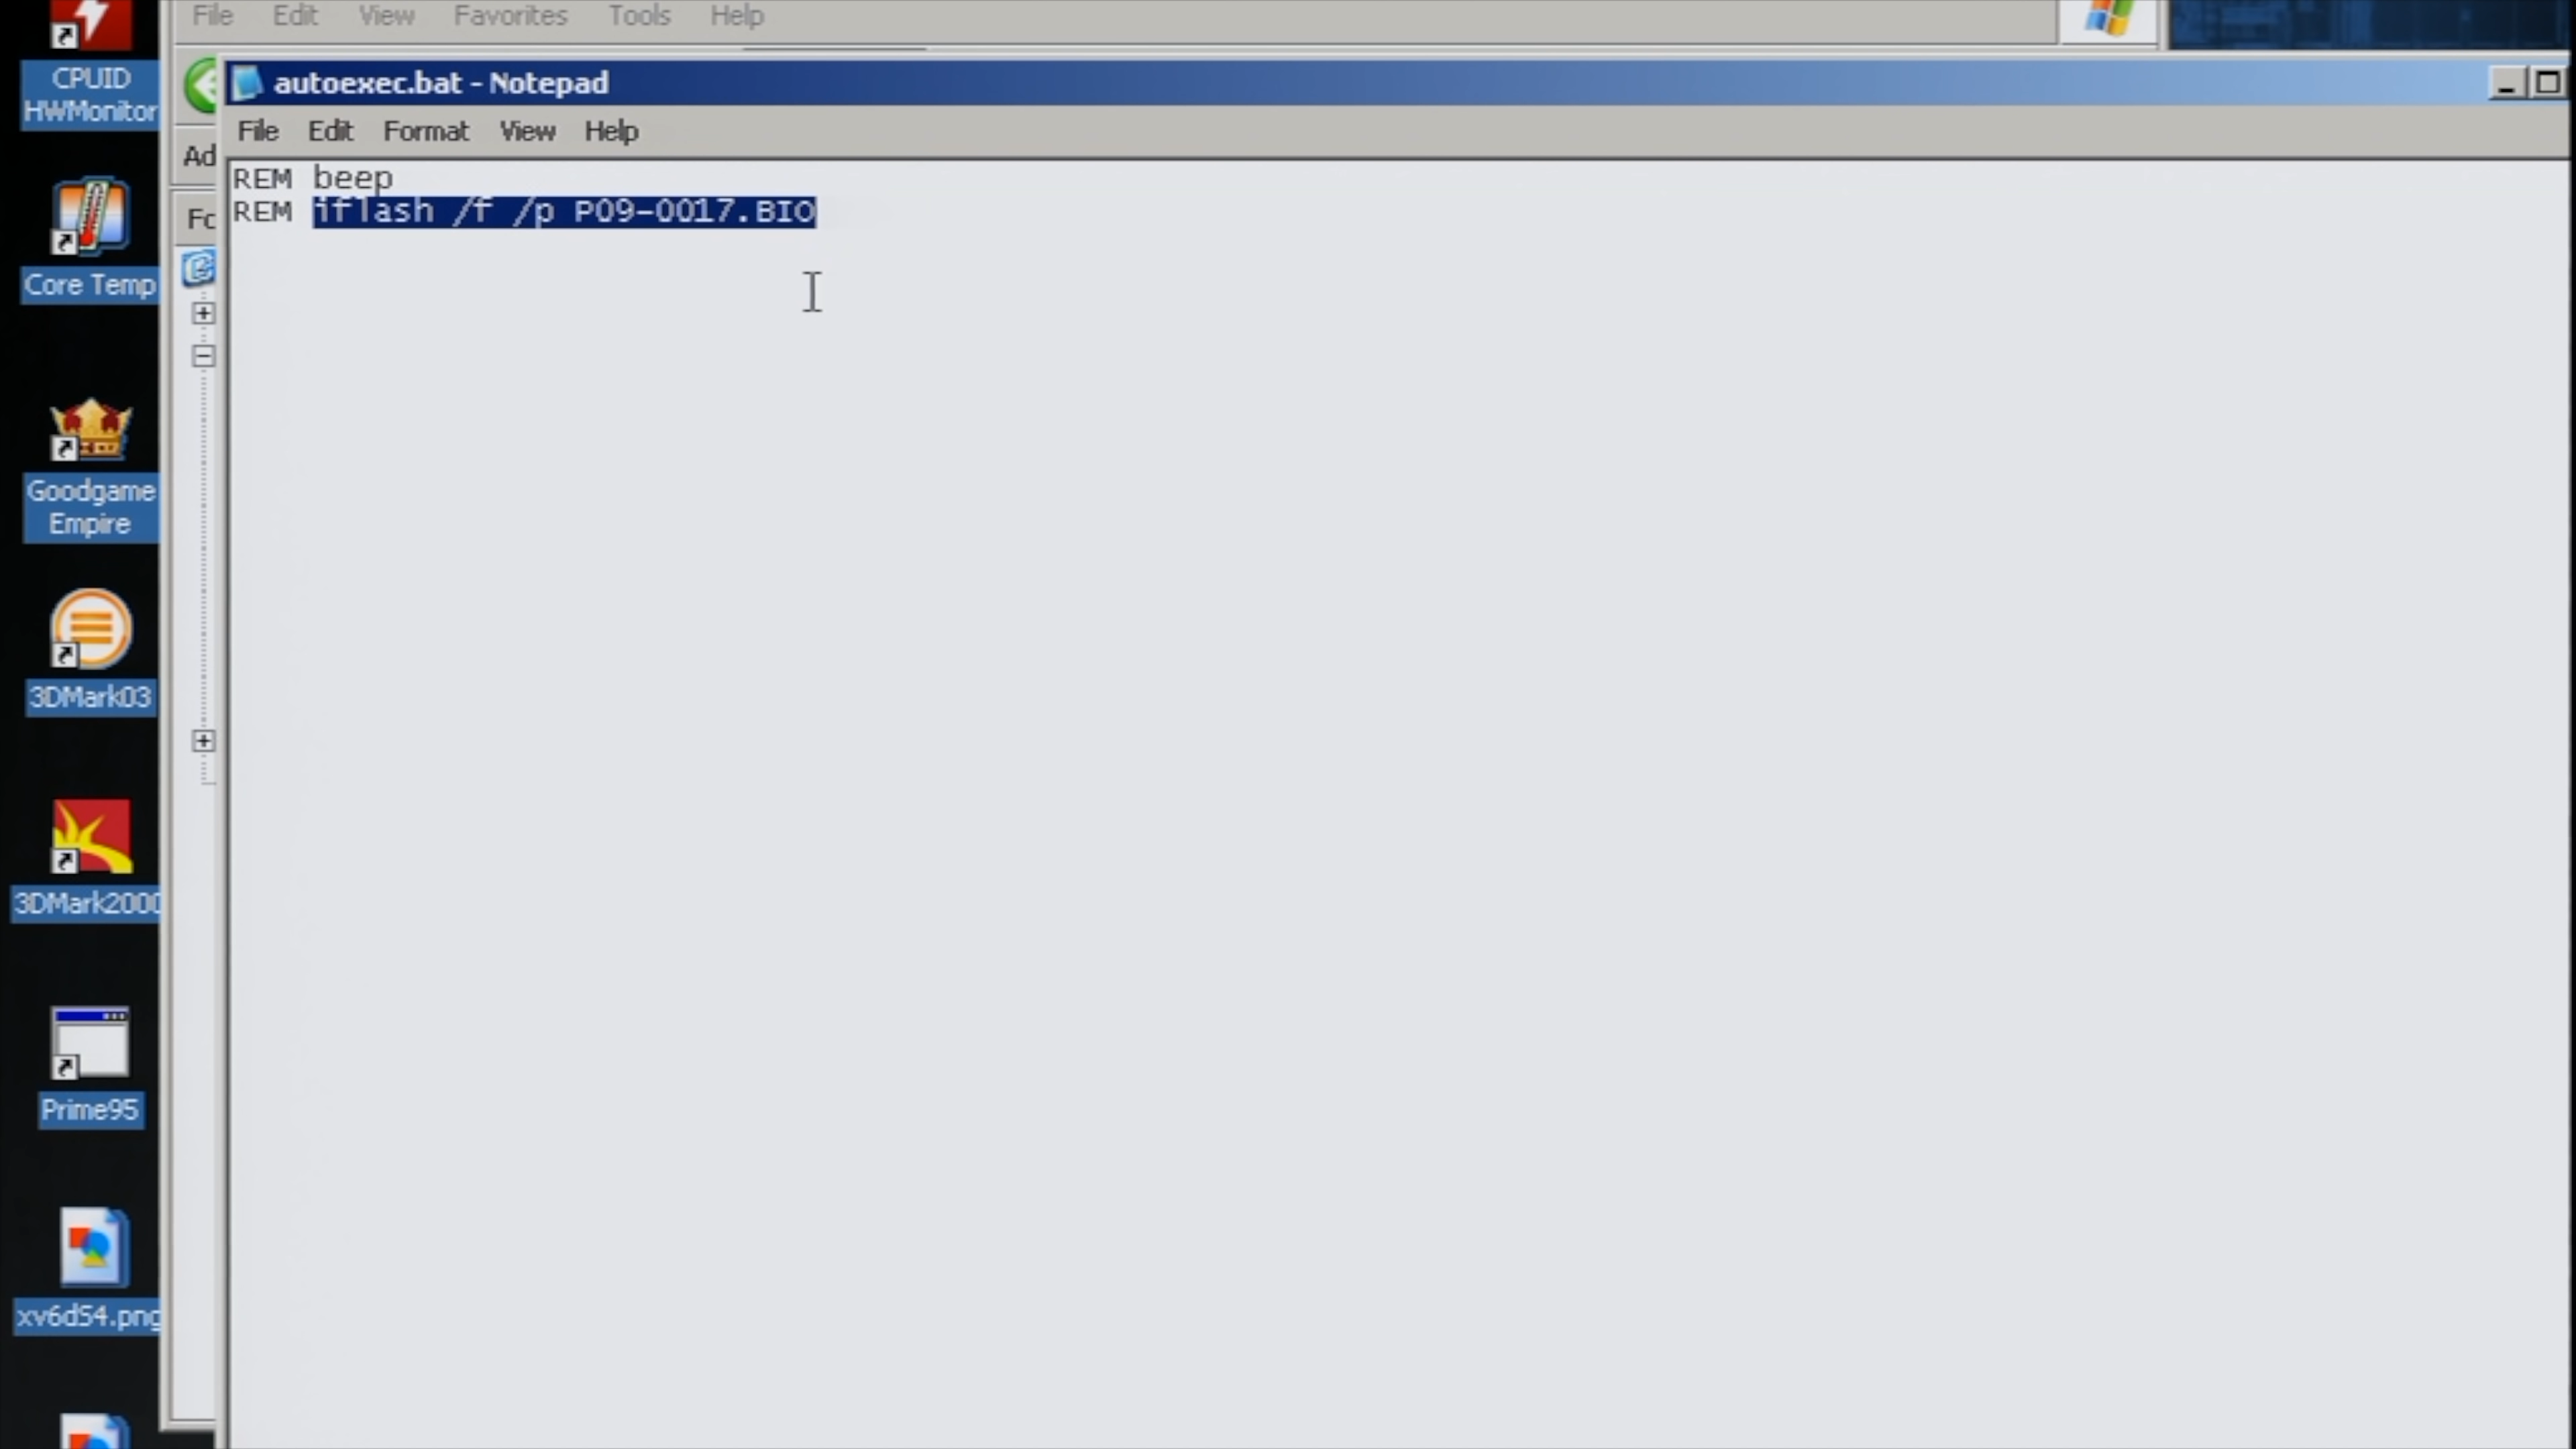 File Edit View Favorites Tools Help
autoexec.bat - Notepad
File Edit Format View Help
REM beep
REM iflash /f /p P09-0017.BIO
Ad
Fo
CPUID
HWMonitor
Core Temp
Goodgame
Empire
3DMark03
3DMark2000
Prime95
xv6d54.png